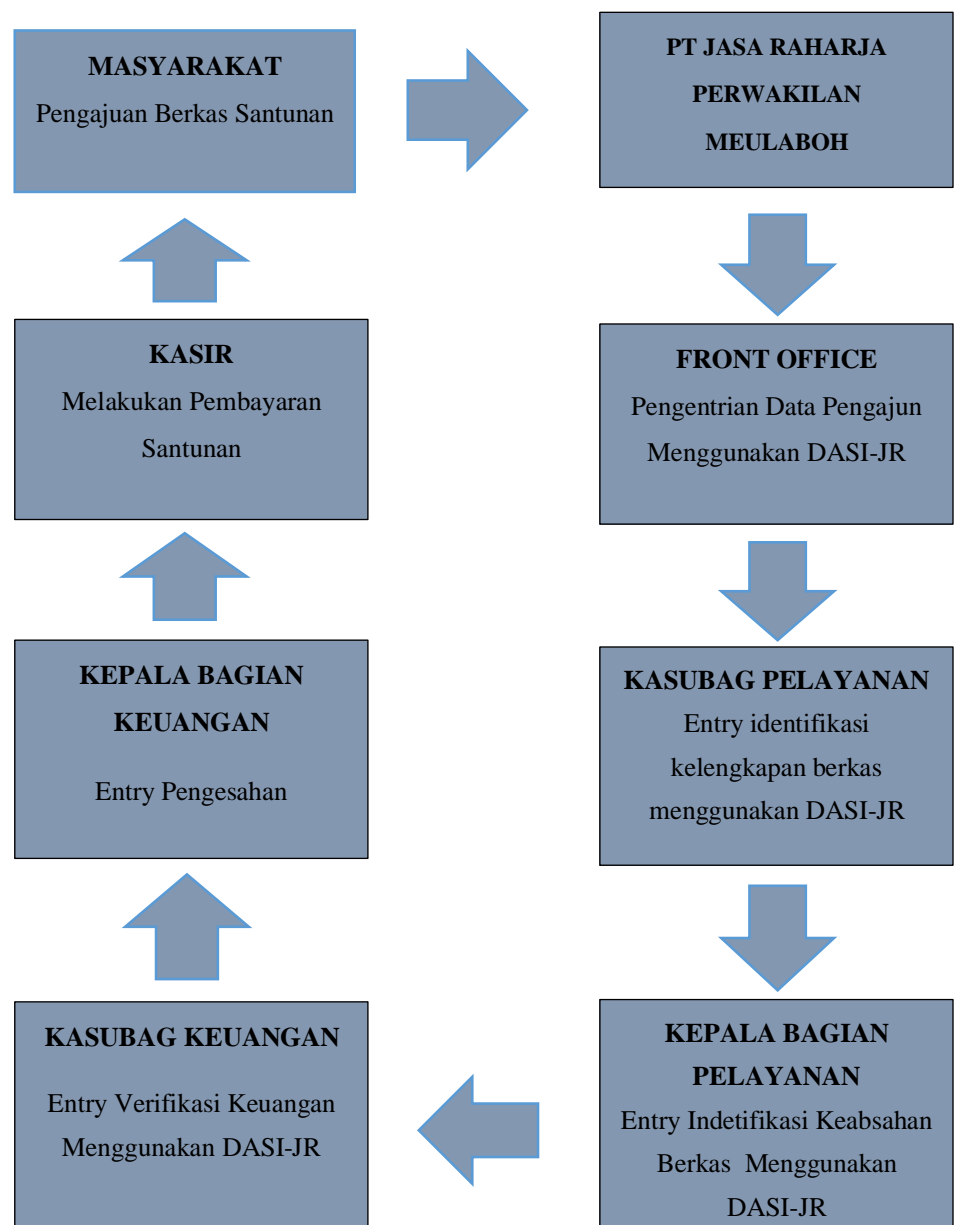 MASYARAKAT
Pengajuan Berkas Santunan
PT JASA RAHARJA
PERWAKILAN
MEULABOH
FRONT OFFICE
Pengentrian Data Pengajun
Menggunakan DASI-JR
KASUBAG PELAYANAN
Entry identifikasi
kelengkapan berkas
menggunakan DASI-JR
KEPALA BAGIAN
PELAYANAN
Entry Indetifikasi Keabsahan
Berkas Menggunakan
DASI-JR
KASUBAG KEUANGAN
Entry Verifikasi Keuangan
Menggunakan DASI-JR
KEPALA BAGIAN
KEUANGAN
Entry Pengesahan
KASIR
Melakukan Pembayaran
Santunan